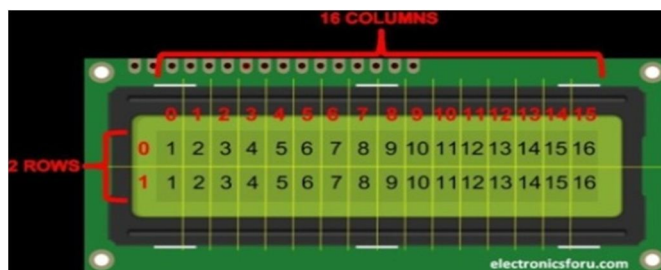 16 COLUMNS
0 1 2 3 4 5 6 7 8 9 10 11 12 13 14 15
0 1 2 3 4 5 6 7 8 9 10 11 12 13 14 15 16
2 ROWS
1 1 2 3 4 5 6 7 8 9 10 11 12 13 14 15 16
electronicsforu.com